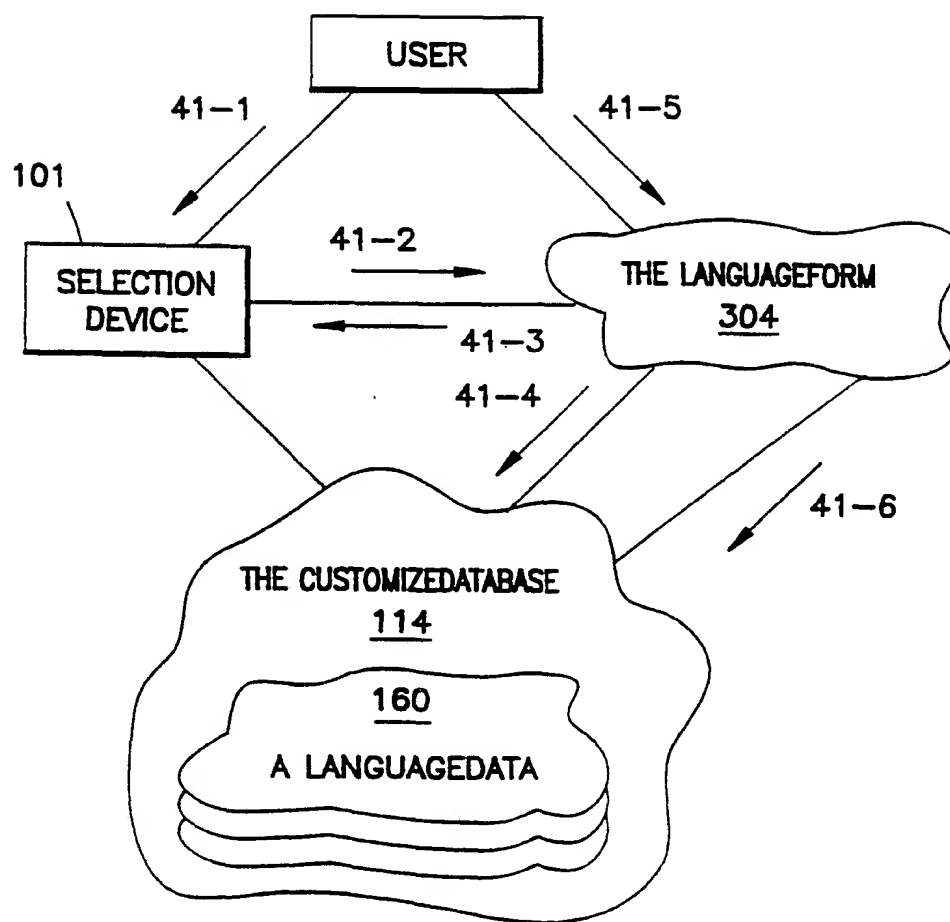 USER
41-1
41-5
101
41-2
SELECTION
DEVICE
THE LANGUAGEFORM
304
41-3
41-4
41-6
THE CUSTOMIZEDATABASE
114
160
A LANGUAGEDATA